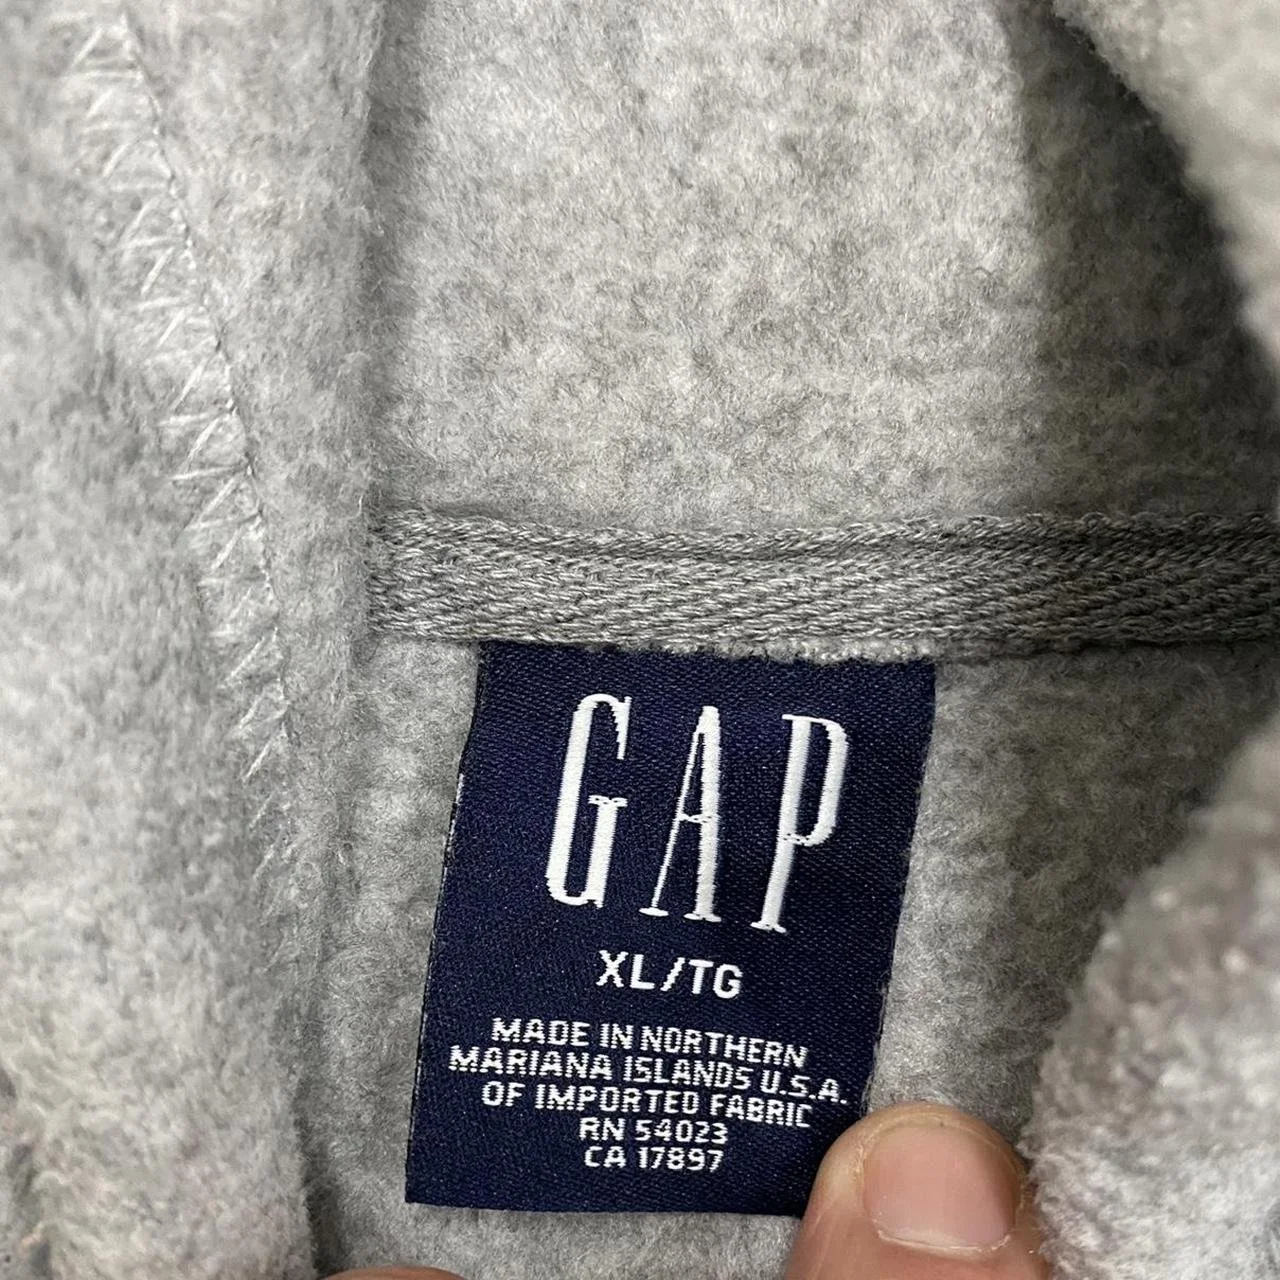 GAP
XL/TG
MADE IN NORTHERN
MARIANA ISLANDS U.S.A.
OF IMPORTED FABRIC
RN 54023
CA 17897